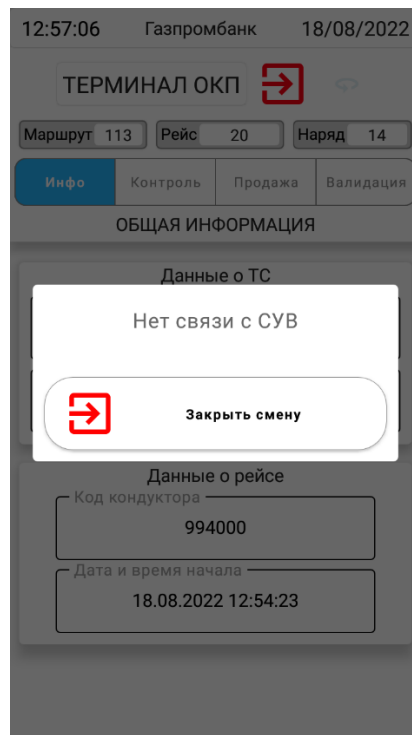 12:57:06 Газпромбанк 18/08/2022
ТЕРМИНАЛ ОКП
Маршрут 113 Рейс 20 Наряд 14
Инфо Контроль Продажа Валидация
ОБЩАЯ ИНФОРМАЦИЯ
Данные о ТС
Нет связи с СУВ
Закрыть смену
Данные о рейсе
Код кондуктора
994000
Дата и время начала
18.08.2022 12:54:23